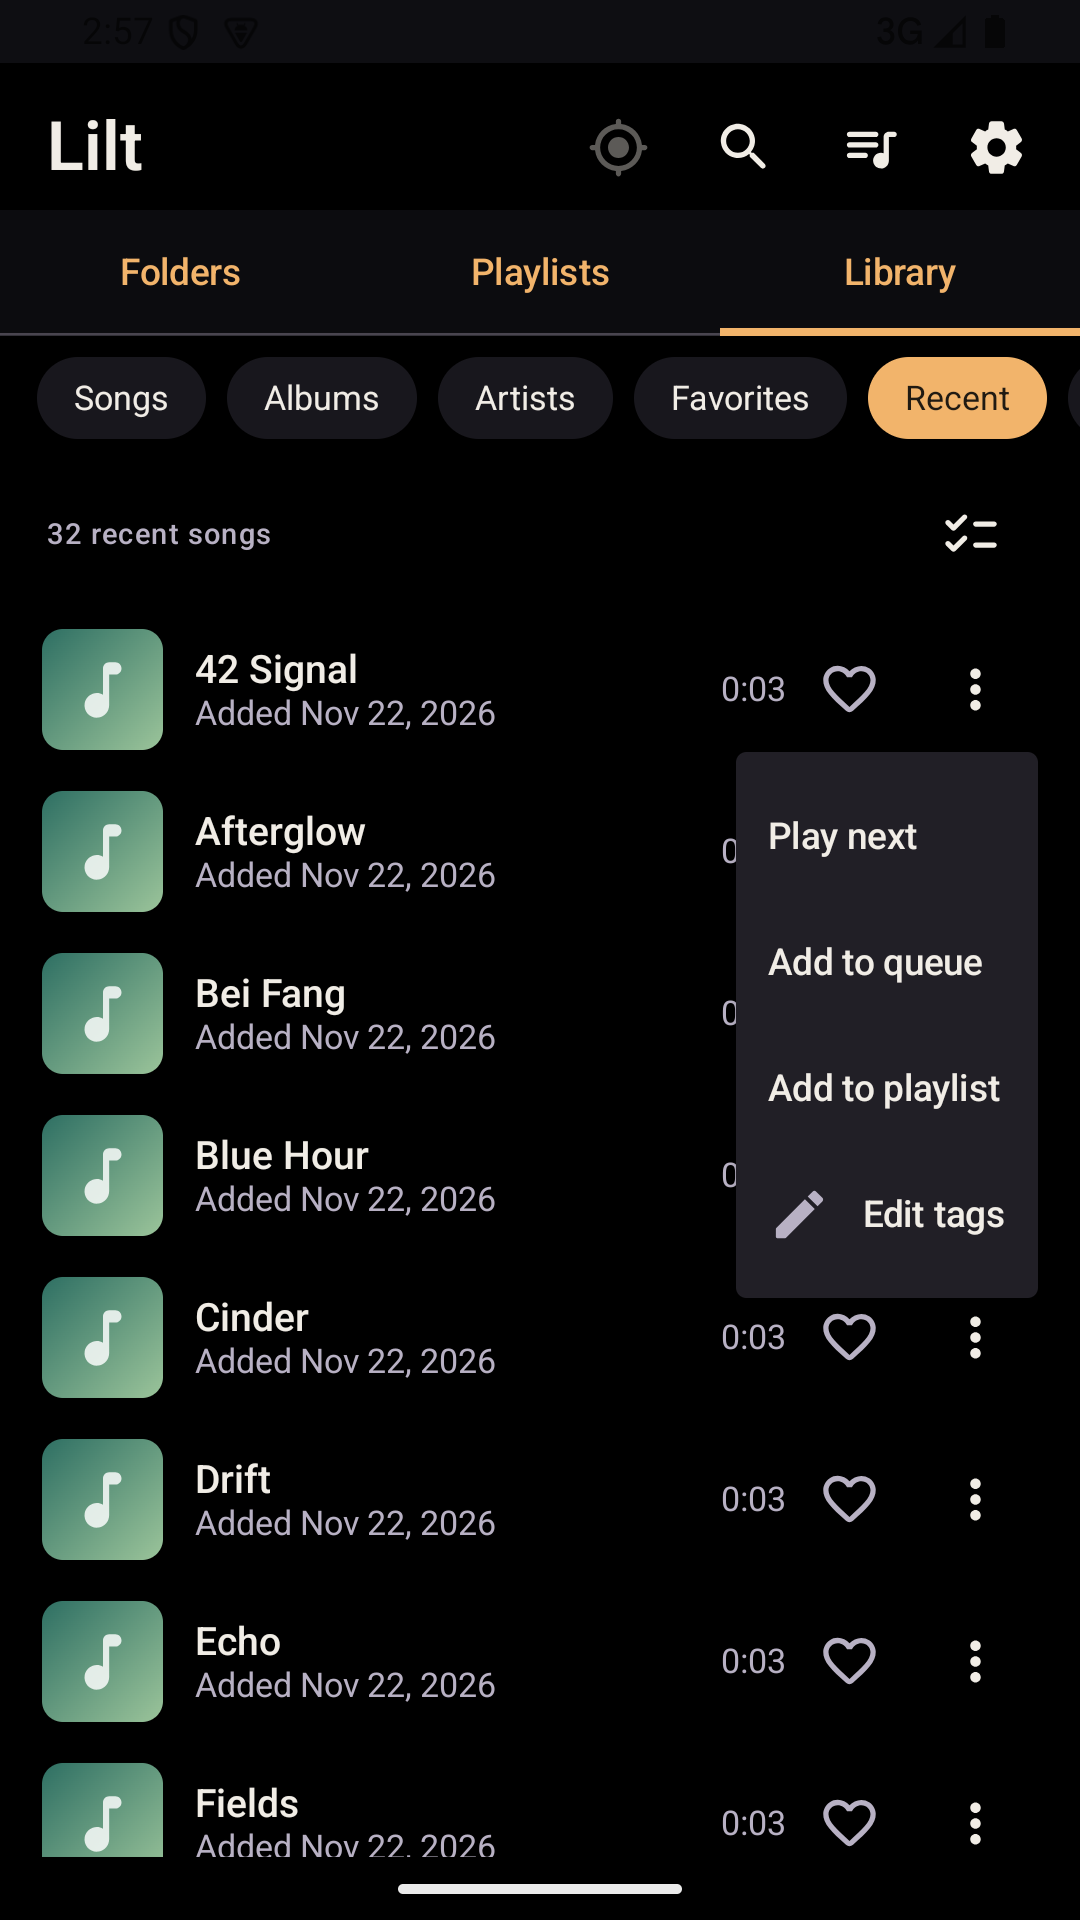 2:57
3G
Lilt
Folders
Playlists
Library
Songs
Albums
Artists
Favorites
Recent
32 recent songs
42 Signal
Added Nov 22, 2026
0:03
Play next
Add to queue
Add to playlist
Edit tags
Afterglow
Added Nov 22, 2026
Bei Fang
Added Nov 22, 2026
Blue Hour
Added Nov 22, 2026
Cinder
Added Nov 22, 2026
0:03
Drift
Added Nov 22, 2026
0:03
Echo
Added Nov 22, 2026
0:03
Fields
Added Nov 22, 2026
0:03